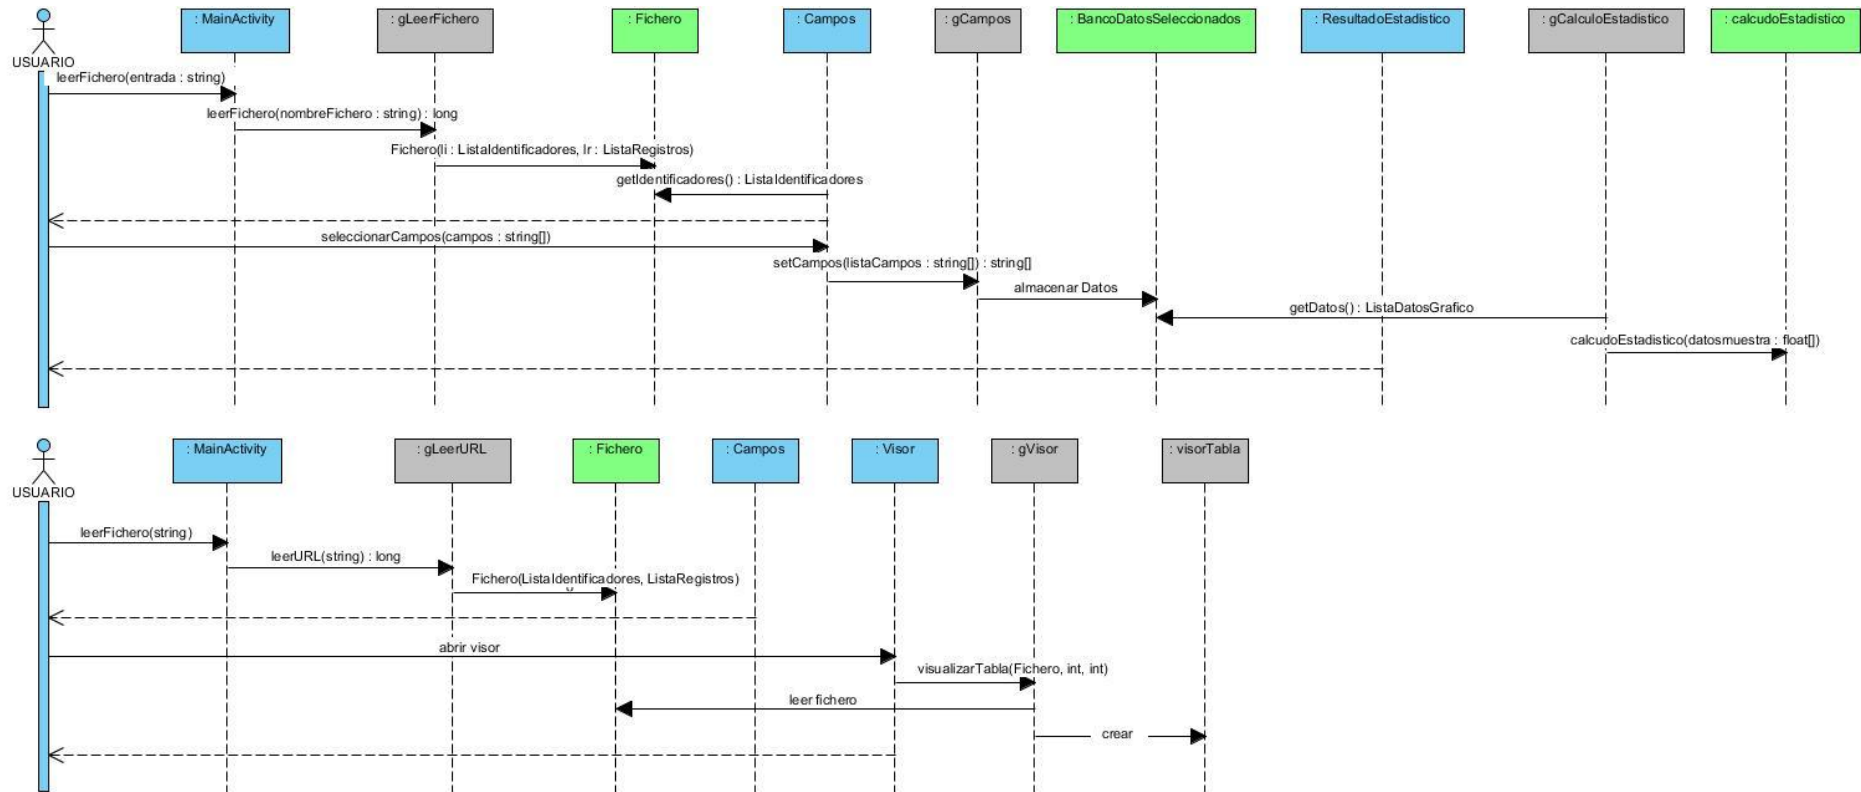 : MainActivity
: gLeerFichero
: Fichero
: Campos
: gCampos
: BancoDatosSeleccionados
: ResultadoEstadistico
: gCalculoEstadistico
: calcudoEstadistico
USUARIO
leerFichero(entrada : string)
leerFichero(nombreFichero : string) : long
Fichero(li : ListaIdentificadores, lr : ListaRegistros)
getIdentificadores() : ListaIdentificadores
seleccionarCampos(campos : string[])
setCampos(listaCampos : string[]) : string[]
almacenar Datos
getDatos() : ListaDatosGrafico
calcudoEstadistico(datosmuestra : float[])
: MainActivity
: gLeerURL
: Fichero
: Campos
: Visor
: gVisor
: visorTabla
USUARIO
leerFichero(string)
leerURL(string) : long
Fichero(ListaIdentificadores, ListaRegistros)
abrir visor
visualizarTabla(Fichero, int, int)
leer fichero
crear